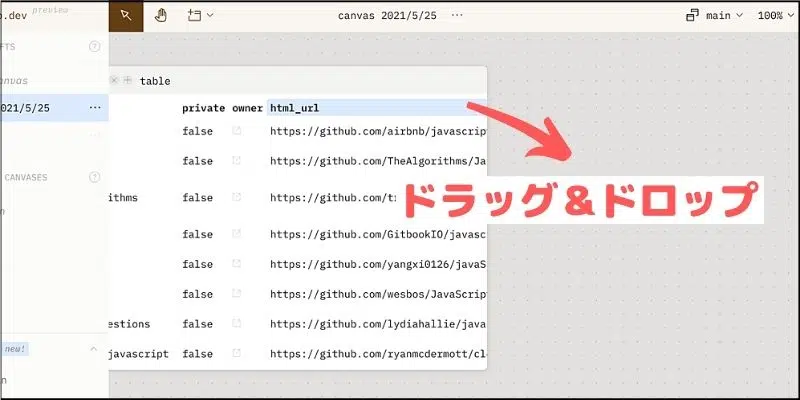 o.dev
preview
canvas 2021/5/25 ···
main
100%
FTS
anvas
021/5/25 ···
CANVASES
table
private owner html_url
false https://github.com/airbnb/javascript
false https://github.com/TheAlgorithms/Ja
ithms false https://github.com/t
false https://github.com/GitbookIO/javasc
false https://github.com/yangxi0126/javaS
false https://github.com/wesbos/JavaScrip
estions false https://github.com/lydiahallie/java
javascript false https://github.com/ryanmcdermott/cl
ドラッグ&ドロップ
new!